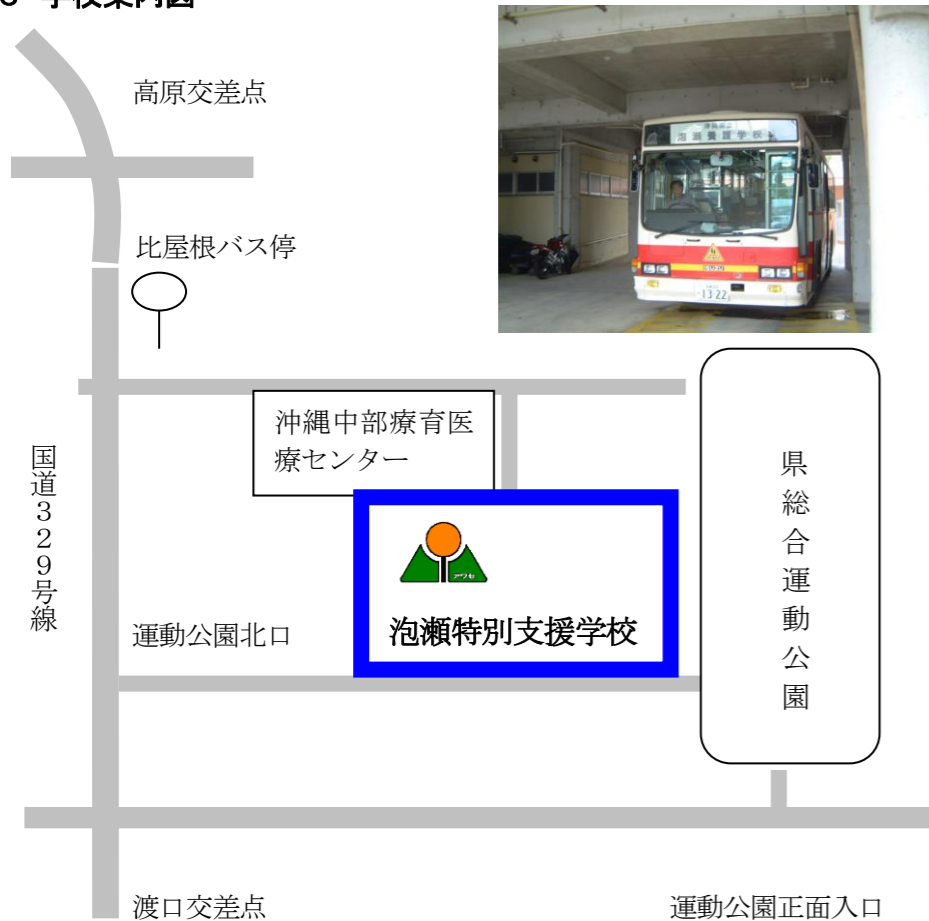 学校案内図
高原交差点
泡瀬養護学校
比屋根バス停
13-22
沖縄中部療育医
療センター
国道329号線
県総合運動公園
アワセ
泡瀬特別支援学校
運動公園北口
渡口交差点
運動公園正面入口